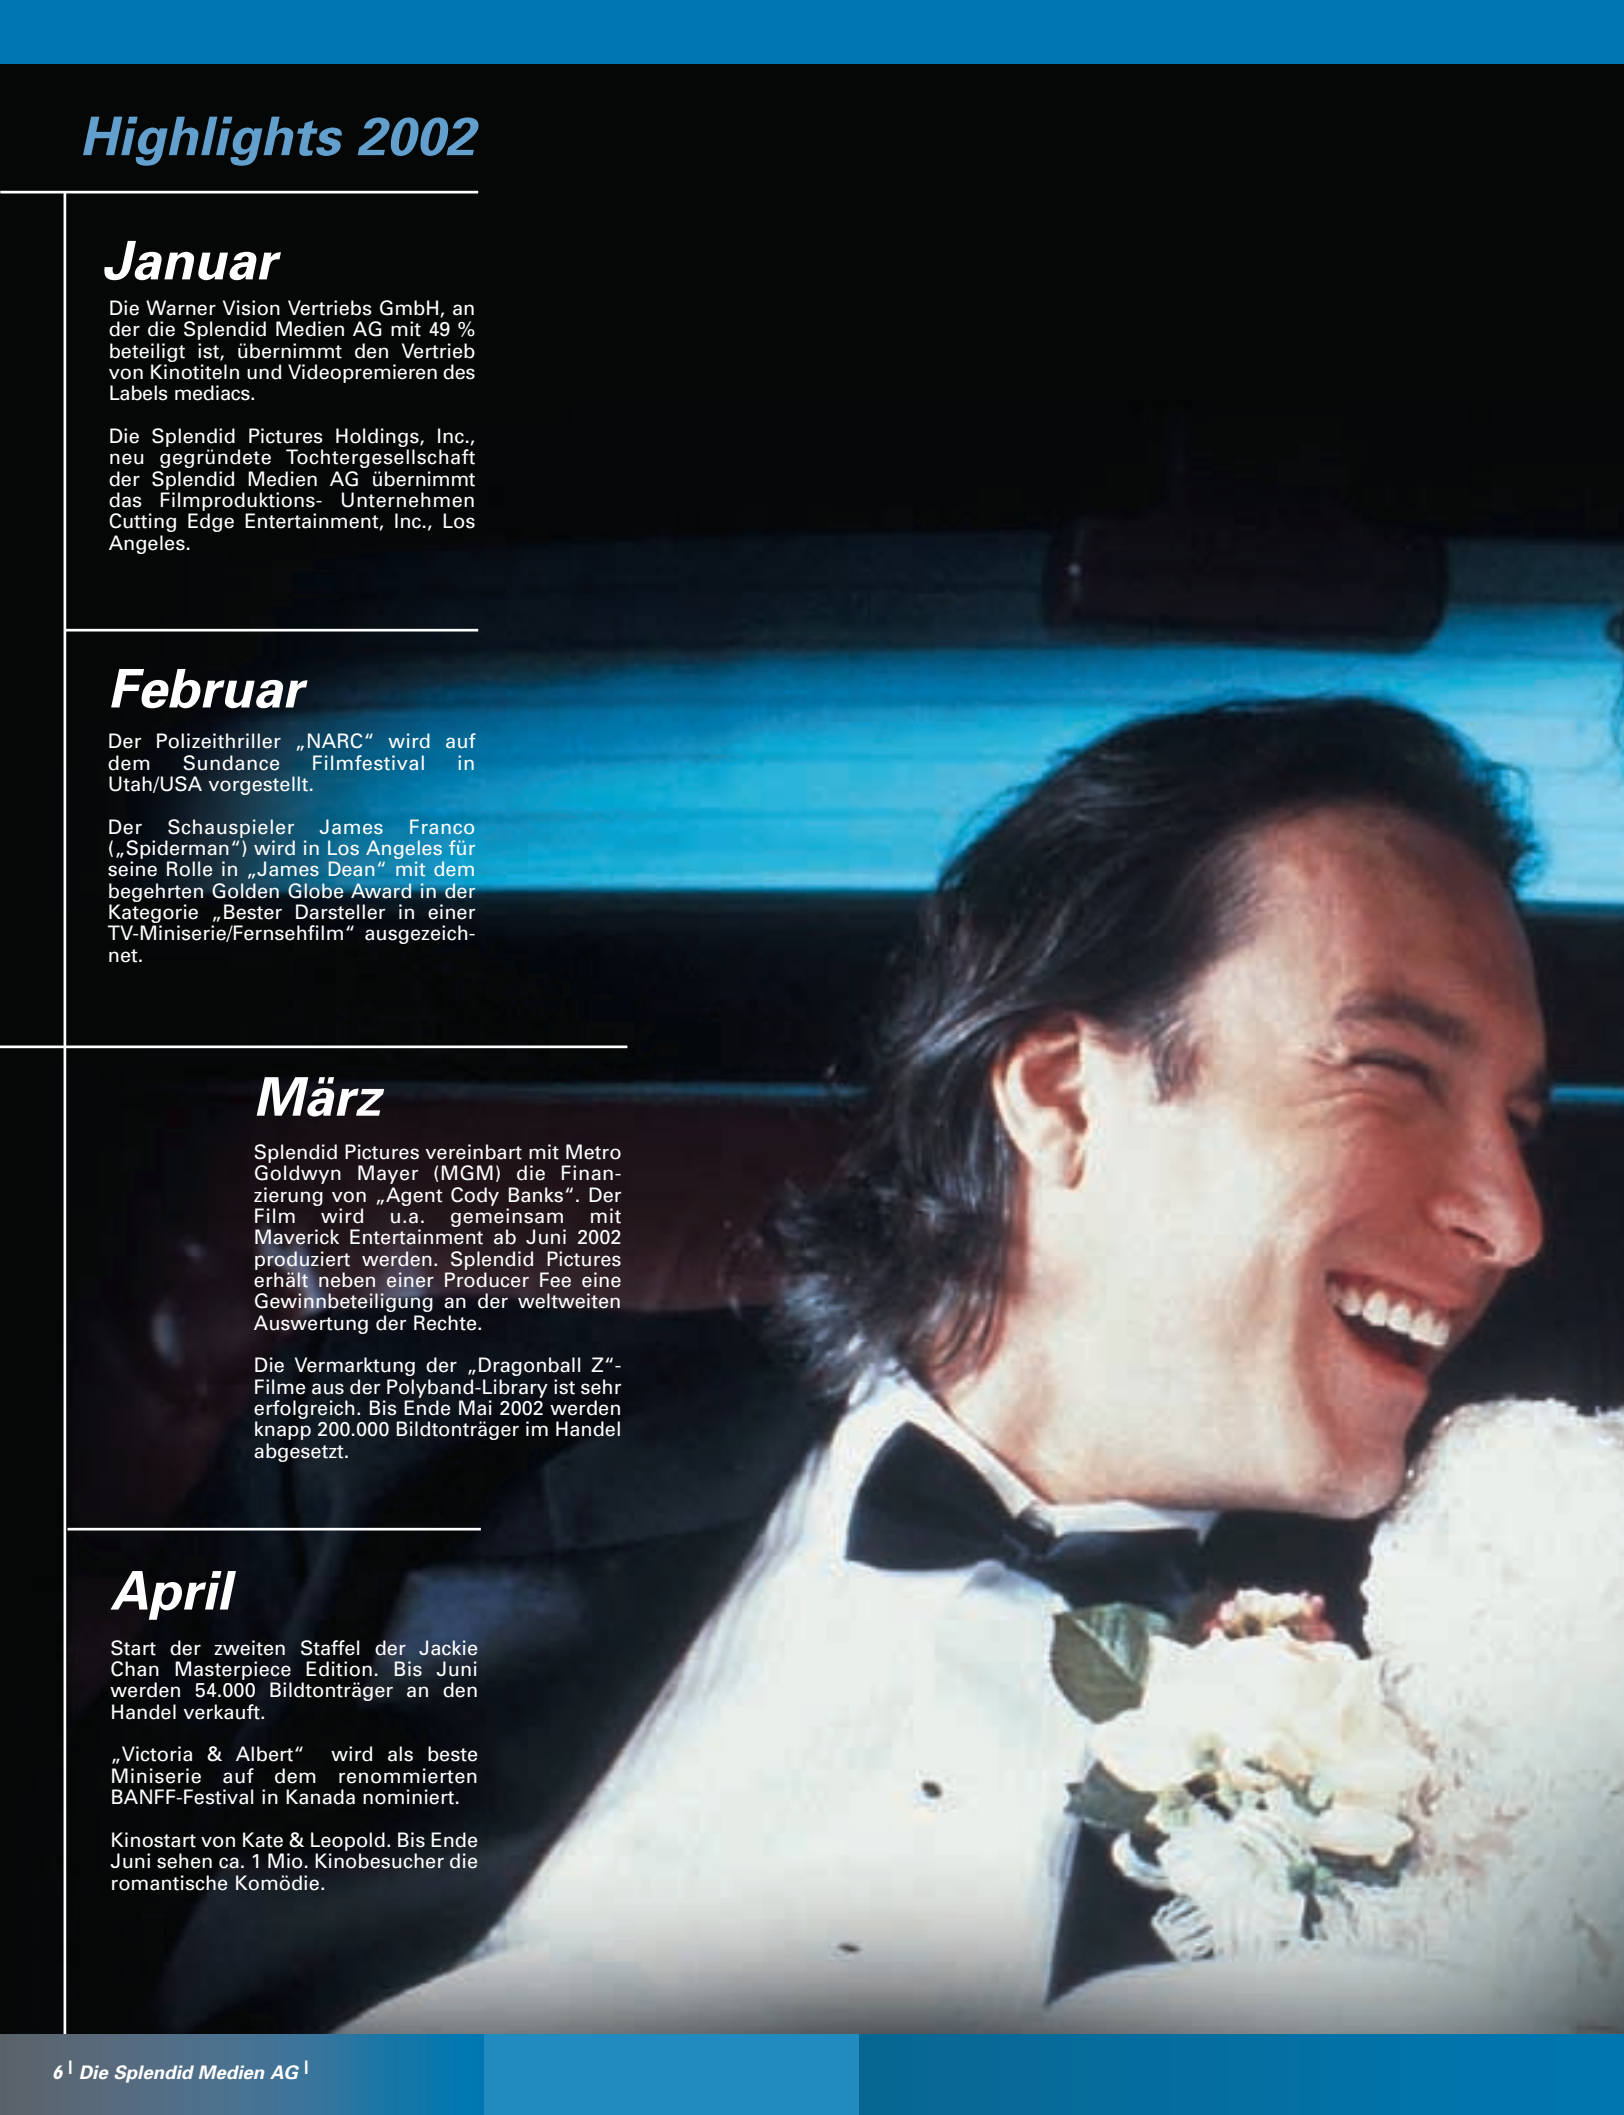 Highlights 2002
Januar
Die Warner Vision Vertriebs GmbH, an
der die Splendid Medien AG mit 49 %
beteiligt ist, übernimmt den Vertrieb
von Kinotiteln und Videopremieren des
Labels mediacs.
Die Splendid Pictures Holdings, Inc.,
neu gegründete Tochtergesellschaft
der Splendid Medien AG übernimmt
das Filmproduktions- Unternehmen
Cutting Edge Entertainment, Inc., Los
Angeles.
Februar
Der Polizeithriller „NARC“ wird auf
dem Sundance Filmfestival in
Utah/USA vorgestellt.
Der Schauspieler James Franco
(„Spiderman“) wird in Los Angeles für
seine Rolle in „James Dean“ mit dem
begehrten Golden Globe Award in der
Kategorie „Bester Darsteller in einer
TV-Miniserie/Fernsehfilm“ ausgezeich-
net.
März
Splendid Pictures vereinbart mit Metro
Goldwyn Mayer (MGM) die Finan-
zierung von „Agent Cody Banks“. Der
Film wird u.a. gemeinsam mit
Maverick Entertainment ab Juni 2002
produziert werden. Splendid Pictures
erhält neben einer Producer Fee eine
Gewinnbeteiligung an der weltweiten
Auswertung der Rechte.
Die Vermarktung der „Dragonball Z“-
Filme aus der Polyband-Library ist sehr
erfolgreich. Bis Ende Mai 2002 werden
knapp 200.000 Bildtonträger im Handel
abgesetzt.
April
Start der zweiten Staffel der Jackie
Chan Masterpiece Edition. Bis Juni
werden 54.000 Bildtonträger an den
Handel verkauft.
„Victoria & Albert“ wird als beste
Miniserie auf dem renommierten
BANFF-Festival in Kanada nominiert.
Kinostart von Kate & Leopold. Bis Ende
Juni sehen ca. 1 Mio. Kinobesucher die
romantische Komödie.
6 | Die Splendid Medien AG |